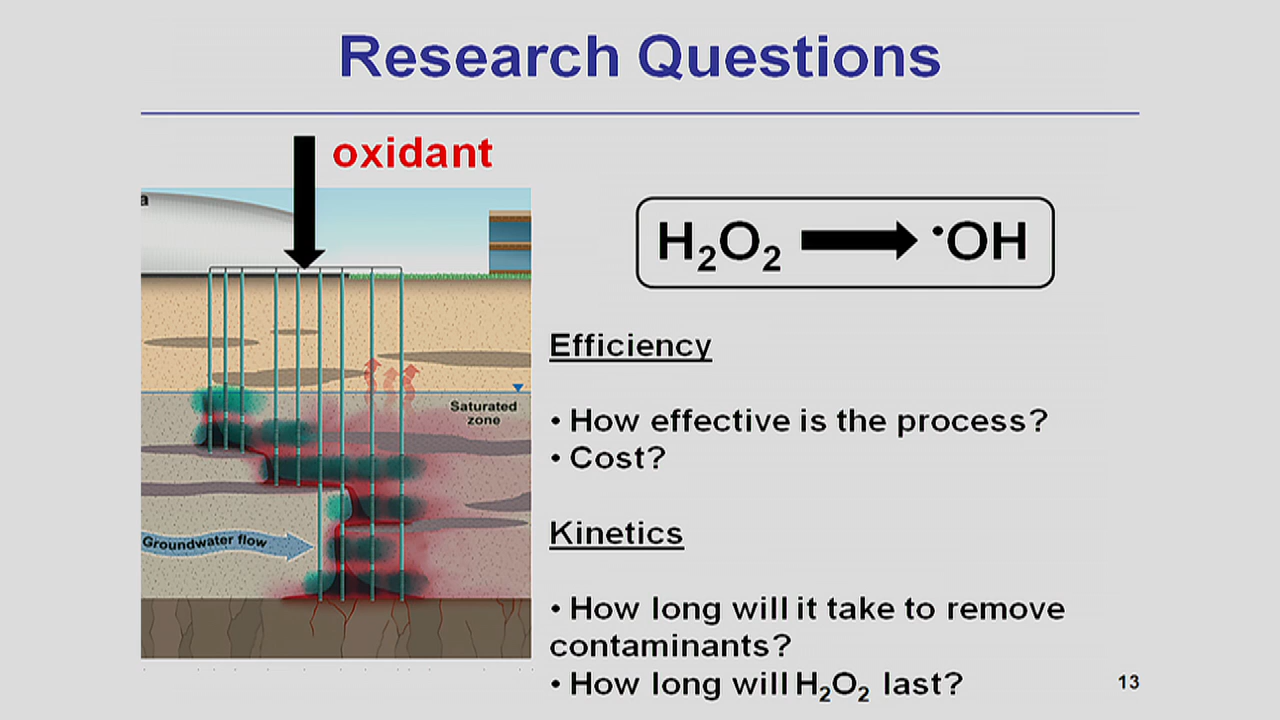 Research Questions
oxidant
a
H₂O₂ → •OH
Efficiency
• How effective is the process?
• Cost?
Saturated
zone
Kinetics
Groundwater flow
• How long will it take to remove
contaminants?
• How long will H₂O₂ last?
13